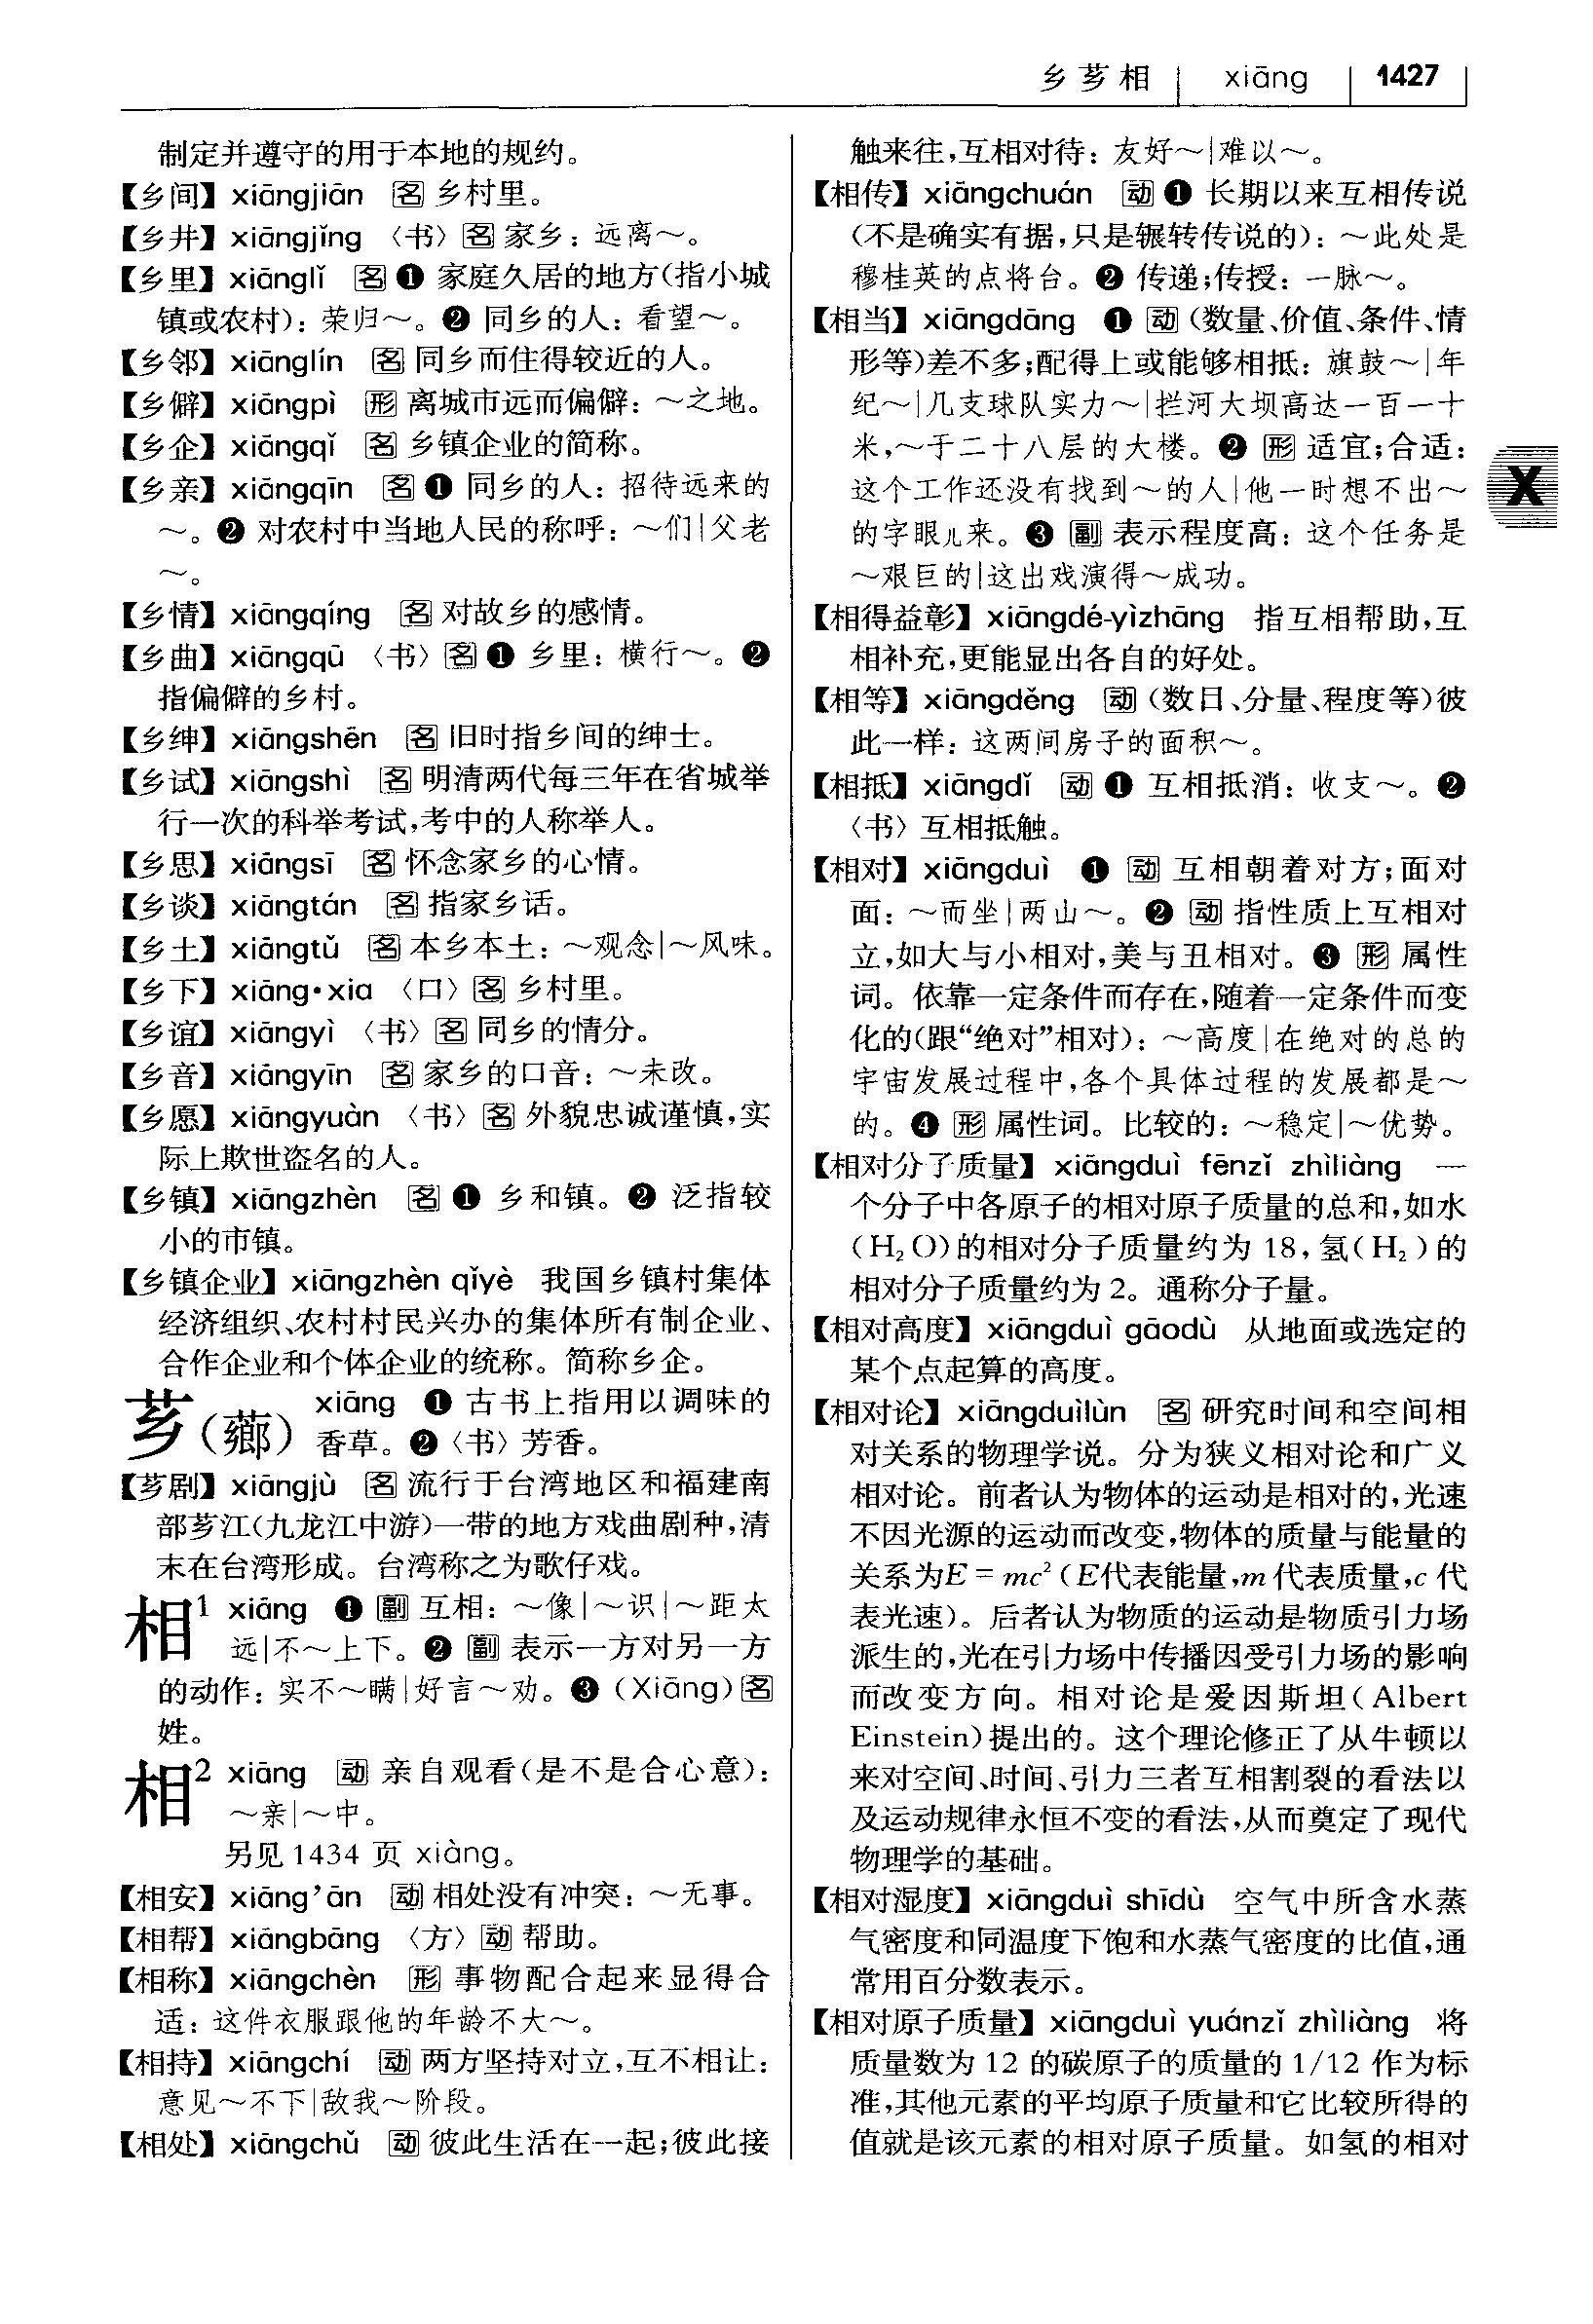 乡芗相 xiāng 1427
制定并遵守的用于本地的规约。
【乡间】xiāngjiān 名 乡村里。
【乡井】xiāngjǐng 〈书〉名 家乡：远离～。
【乡里】xiānglǐ 名 ❶ 家庭久居的地方(指小城
镇或农村)：荣归～。❷ 同乡的人：看望～。
【乡邻】xiānglín 名 同乡而住得较近的人。
【乡僻】xiāngpì 形 离城市远而偏僻：～之地。
【乡企】xiāngqǐ 名 乡镇企业的简称。
【乡亲】xiāngqīn 名 ❶ 同乡的人：招待远来的
～。❷ 对农村中当地人民的称呼：～们|父老
～。
【乡情】xiāngqíng 名 对故乡的感情。
【乡曲】xiāngqū 〈书〉名 ❶ 乡里：横行～。❷
指偏僻的乡村。
【乡绅】xiāngshēn 名 旧时指乡间的绅士。
【乡试】xiāngshì 名 明清两代每三年在省城举
行一次的科举考试,考中的人称举人。
【乡思】xiāngsī 名 怀念家乡的心情。
【乡谈】xiāngtán 名 指家乡话。
【乡土】xiāngtǔ 名 本乡本土：～观念|～风味。
【乡下】xiāng·xia 〈口〉名 乡村里。
【乡谊】xiāngyì 〈书〉名 同乡的情分。
【乡音】xiāngyīn 名 家乡的口音：～未改。
【乡愿】xiāngyuàn 〈书〉名 外貌忠诚谨慎,实
际上欺世盗名的人。
【乡镇】xiāngzhèn 名 ❶ 乡和镇。❷ 泛指较
小的市镇。
【乡镇企业】xiāngzhèn qǐyè 我国乡镇村集体
经济组织、农村村民兴办的集体所有制企业、
合作企业和个体企业的统称。简称乡企。
芗(薌) xiāng ❶ 古书上指用以调味的
香草。❷〈书〉芳香。
【芗剧】xiāngjù 名 流行于台湾地区和福建南
部芗江(九龙江中游)一带的地方戏曲剧种,清
末在台湾形成。台湾称之为歌仔戏。
相¹ xiāng ❶ 副 互相：～像|～识|～距太
远|不～上下。❷ 副 表示一方对另一方
的动作：实不～瞒|好言～劝。❸ (Xiāng)名
姓。
相² xiāng 动 亲自观看(是不是合心意)：
～亲|～中。
另见 1434 页 xiàng。
【相安】xiāng'ān 动 相处没有冲突：～无事。
【相帮】xiāngbāng 〈方〉动 帮助。
【相称】xiāngchèn 形 事物配合起来显得合
适：这件衣服跟他的年龄不大～。
【相持】xiāngchí 动 两方坚持对立,互不相让：
意见～不下|敌我～阶段。
【相处】xiāngchǔ 动 彼此生活在一起;彼此接
触来往,互相对待：友好～|难以～。
【相传】xiāngchuán 动 ❶ 长期以来互相传说
(不是确实有据,只是辗转传说的)：～此处是
穆桂英的点将台。❷ 传递;传授：一脉～。
【相当】xiāngdāng ❶ 动 (数量、价值、条件、情
形等)差不多;配得上或能够相抵：旗鼓～|年
纪～|几支球队实力～|拦河大坝高达一百一十
米,～于二十八层的大楼。❷ 形 适宜;合适：
这个工作还没有找到～的人|他一时想不出～
的字眼儿来。❸ 副 表示程度高：这个任务是
～艰巨的|这出戏演得～成功。
【相得益彰】xiāngdé-yìzhāng 指互相帮助,互
相补充,更能显出各自的好处。
【相等】xiāngděng 动 (数目、分量、程度等)彼
此一样：这两间房子的面积～。
【相抵】xiāngdǐ 动 ❶ 互相抵消：收支～。❷
〈书〉互相抵触。
【相对】xiāngduì ❶ 动 互相朝着对方;面对
面：～而坐|两山～。❷ 动 指性质上互相对
立,如大与小相对,美与丑相对。❸ 形 属性
词。依靠一定条件而存在,随着一定条件而变
化的(跟“绝对”相对)：～高度|在绝对的总的
宇宙发展过程中,各个具体过程的发展都是～
的。❹ 形 属性词。比较的：～稳定|～优势。
【相对分子质量】xiāngduì fēnzǐ zhìliàng 一
个分子中各原子的相对原子质量的总和,如水
(H₂O)的相对分子质量约为 18,氢(H₂)的
相对分子质量约为 2。通称分子量。
【相对高度】xiāngduì gāodù 从地面或选定的
某个点起算的高度。
【相对论】xiāngduìlùn 名 研究时间和空间相
对关系的物理学说。分为狭义相对论和广义
相对论。前者认为物体的运动是相对的,光速
不因光源的运动而改变,物体的质量与能量的
关系为E = mc²(E代表能量,m 代表质量,c 代
表光速)。后者认为物质的运动是物质引力场
派生的,光在引力场中传播因受引力场的影响
而改变方向。相对论是爱因斯坦(Albert
Einstein)提出的。这个理论修正了从牛顿以
来对空间、时间、引力三者互相割裂的看法以
及运动规律永恒不变的看法,从而奠定了现代
物理学的基础。
【相对湿度】xiāngduì shīdù 空气中所含水蒸
气密度和同温度下饱和水蒸气密度的比值,通
常用百分数表示。
【相对原子质量】xiāngduì yuánzǐ zhìliàng 将
质量数为 12 的碳原子的质量的 1/12 作为标
准,其他元素的平均原子质量和它比较所得的
值就是该元素的相对原子质量。如氢的相对
X